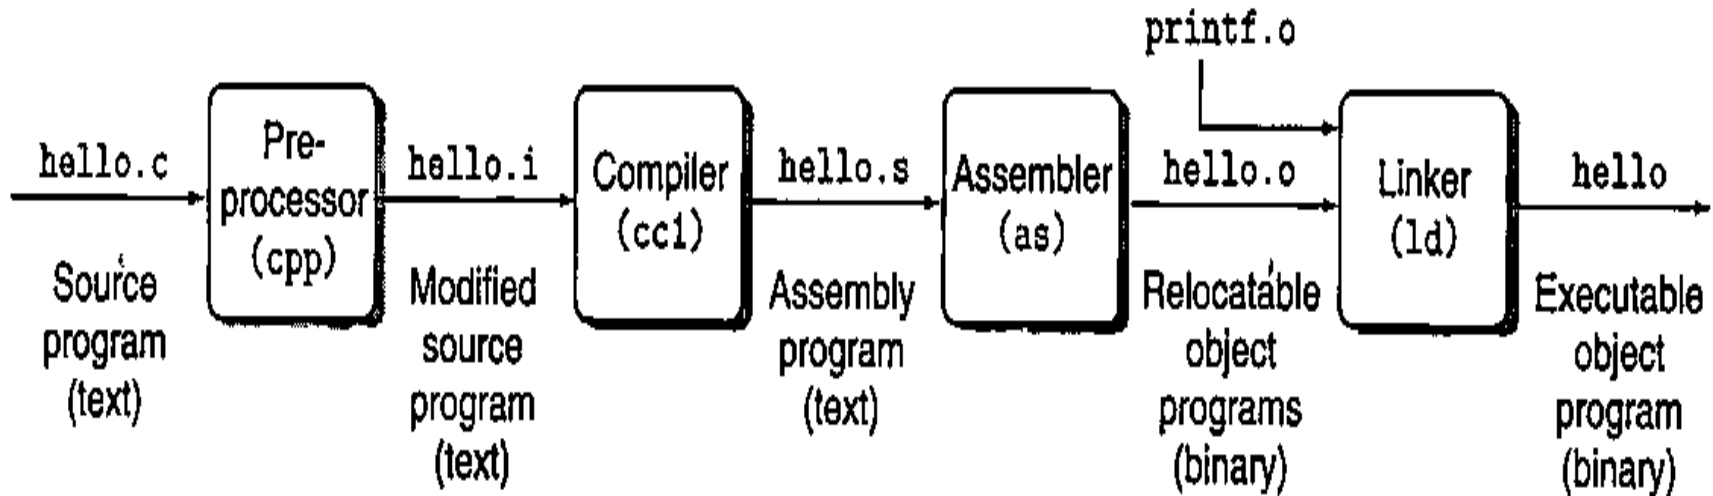 printf.o
hello.c
Pre-
processor
(cpp)
hello.i
Compiler
(cc1)
hello.s
Assembler
(as)
hello.o
Linker
(ld)
hello
Source
program
(text)
Modified
source
program
(text)
Assembly
program
(text)
Relocatable
object
programs
(binary)
Executable
object
program
(binary)